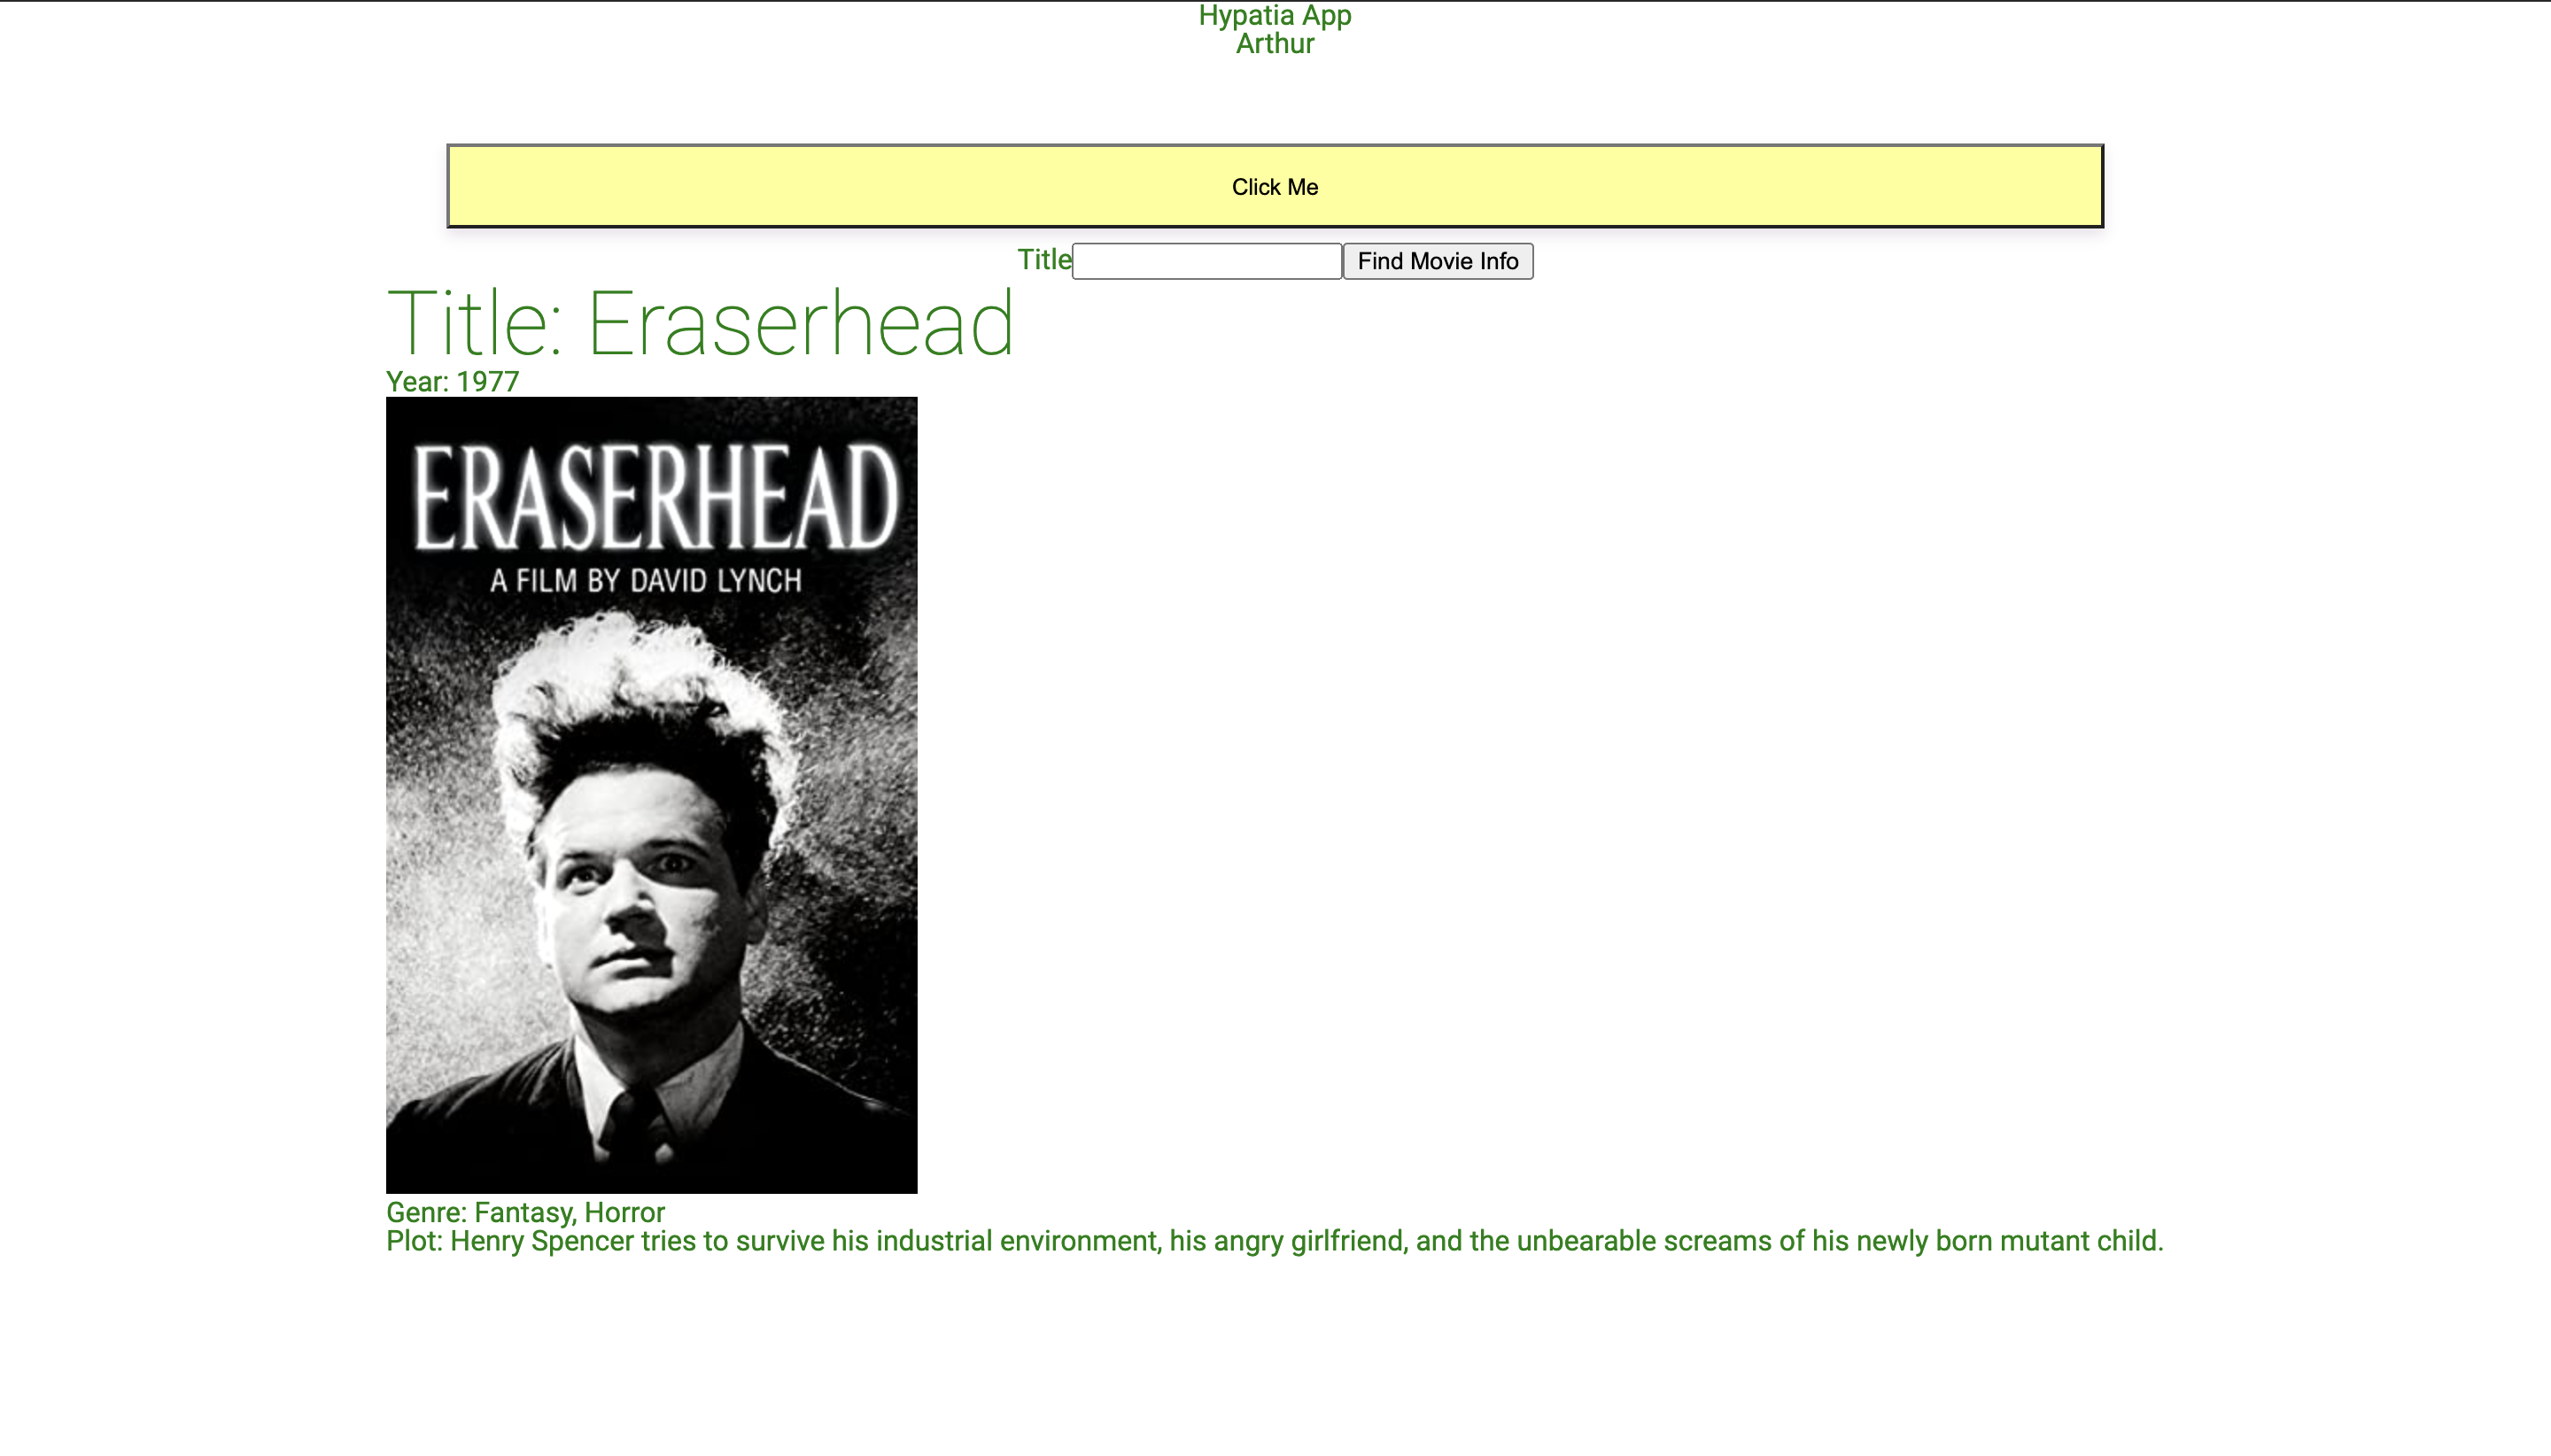 Hypatia App
Arthur
Click Me
Title Find Movie Info
Title: Eraserhead
Year: 1977
ERASERHEAD
A FILM BY DAVID LYNCH
Genre: Fantasy, Horror
Plot: Henry Spencer tries to survive his industrial environment, his angry girlfriend, and the unbearable screams of his newly born mutant child.